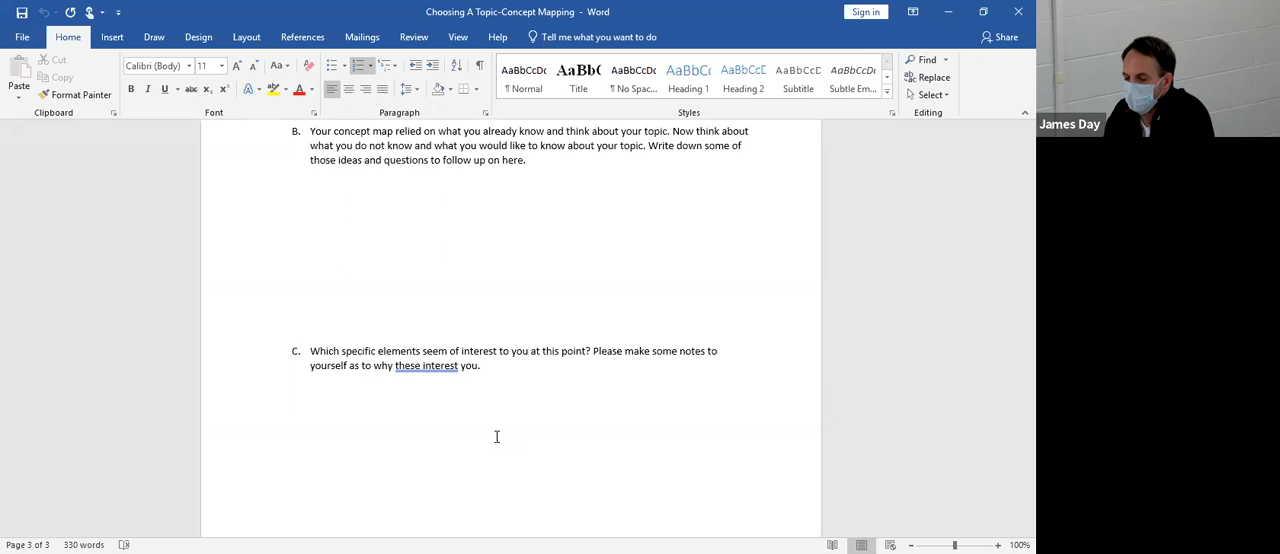 Choosing A Topic-Concept Mapping - Word
Sign in
File Home Insert Draw Design Layout References Mailings Review View Help Tell me what you want to do Share
Paste
Cut
Copy
Format Painter
Clipboard
Calibri (Body) 11 A A Aa A
B I U abc X₂ X² A A
Font
Paragraph
AaBbCcDc AaBb( AaBbCcDc AaBbCc AaBbCcD AaBbCcD AaBbCcDc
¶ Normal Title ¶ No Spac... Heading 1 Heading 2 Subtitle Subtle Em...
Styles
Find
Replace
Select
Editing
James Day
B. Your concept map relied on what you already know and think about your topic. Now think about
what you do not know and what you would like to know about your topic. Write down some of
those ideas and questions to follow up on here.
C. Which specific elements seem of interest to you at this point? Please make some notes to
yourself as to why these interest you.
Page 3 of 3 330 words 100%